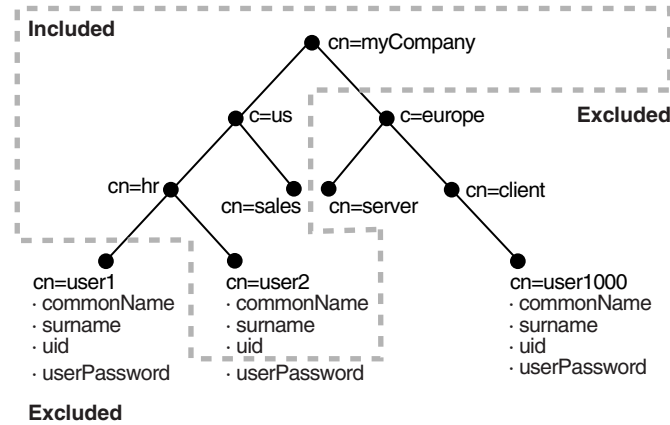 Included
cn=myCompany
c=us
c=europe
Excluded
cn=hr
cn=sales
cn=server
cn=client
cn=user1
· commonName
· surname
· uid
· userPassword
cn=user2
· commonName
· surname
· uid
· userPassword
cn=user1000
· commonName
· surname
· uid
· userPassword
Excluded